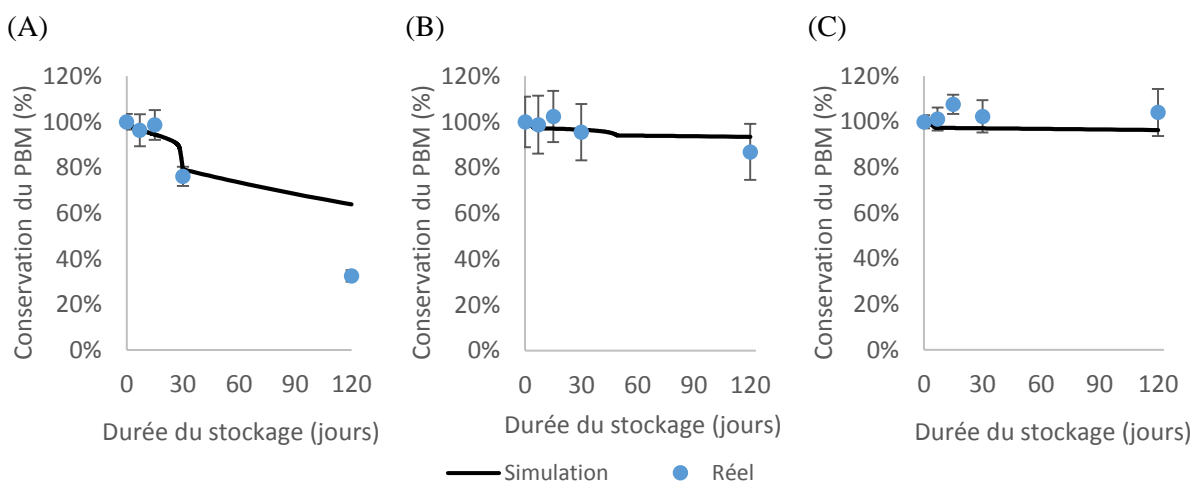 (A)
(B)
(C)
Conservation du PBM (%)
120%
100%
80%
60%
40%
20%
0%
0 30 60 90 120
Durée du stockage (jours)
Conservation du PBM (%)
120%
100%
80%
60%
40%
20%
0%
0 30 60 90 120
Durée du stockage (jours)
Conservation du PBM (%)
120%
100%
80%
60%
40%
20%
0%
0 30 60 90 120
Durée du stockage (jours)
Simulation
Réel